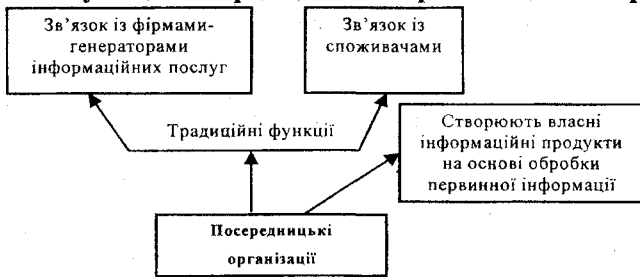 Зв'язок із фірмами-
генераторами
інформаційних послуг
Зв'язок із
споживачами
Традиційні функції
Створюють власні
інформаційні продукти
на основі обробки
первинної інформації
Посередницькі
організації